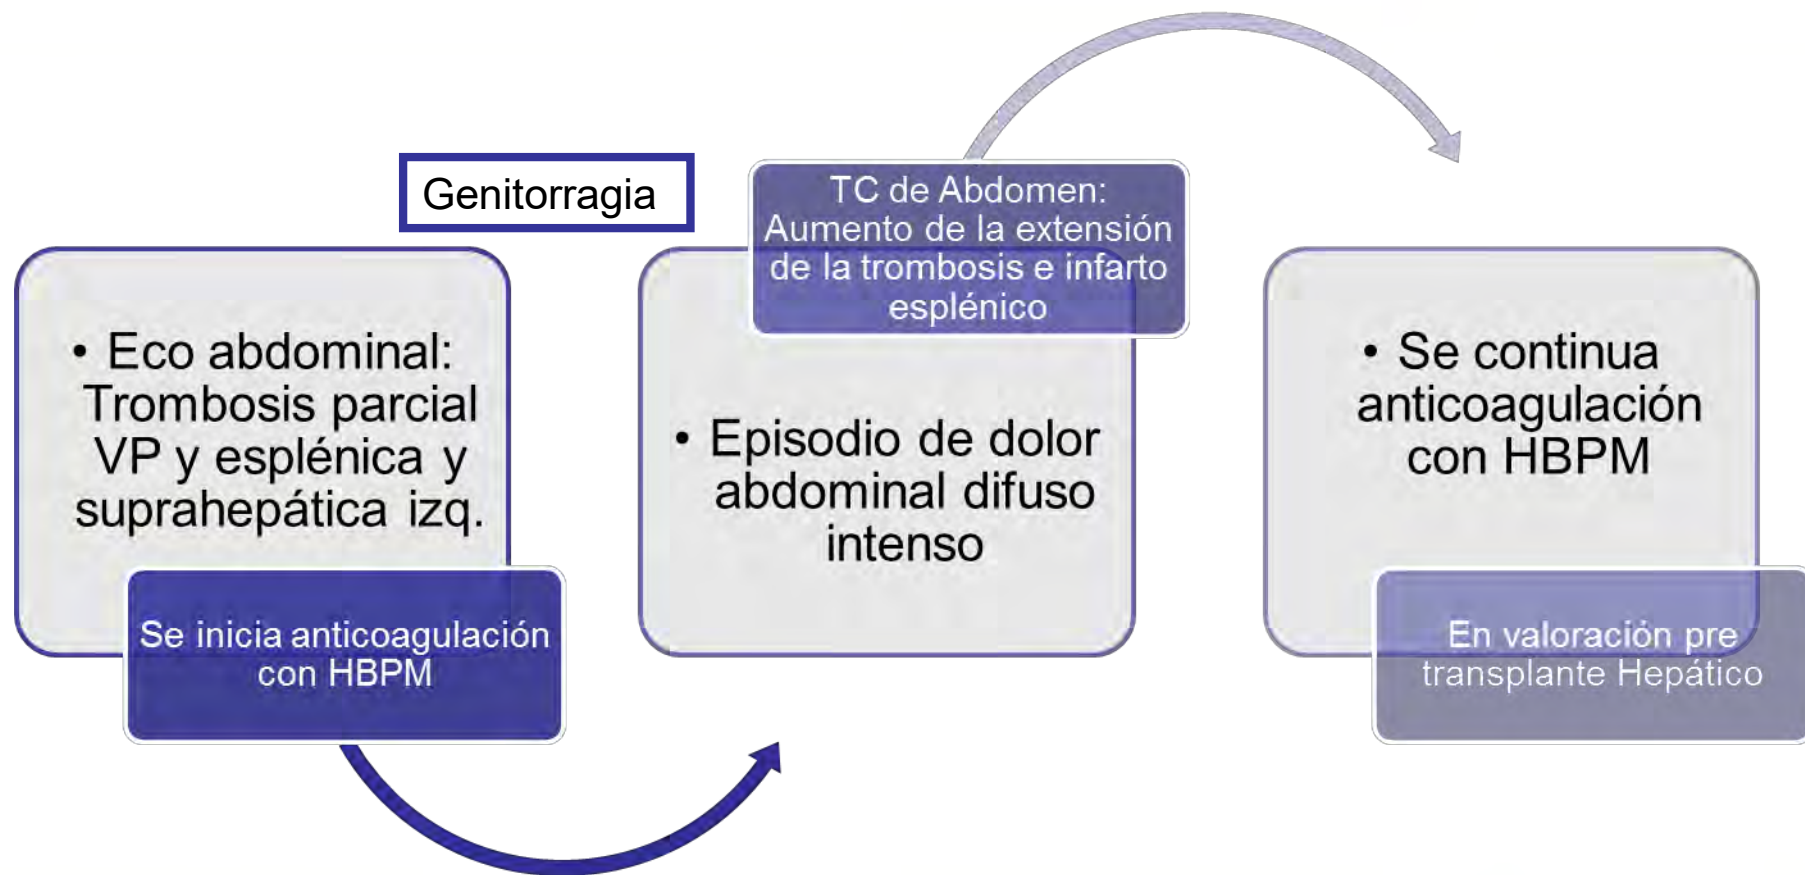 Genitorragia
• Eco abdominal:
Trombosis parcial
VP y esplénica y
suprahepática izq.
Se inicia anticoagulación
con HBPM
TC de Abdomen:
Aumento de la extensión
de la trombosis e infarto
esplénico
• Episodio de dolor
abdominal difuso
intenso
• Se continua
anticoagulación
con HBPM
En valoración pre
transplante Hepático